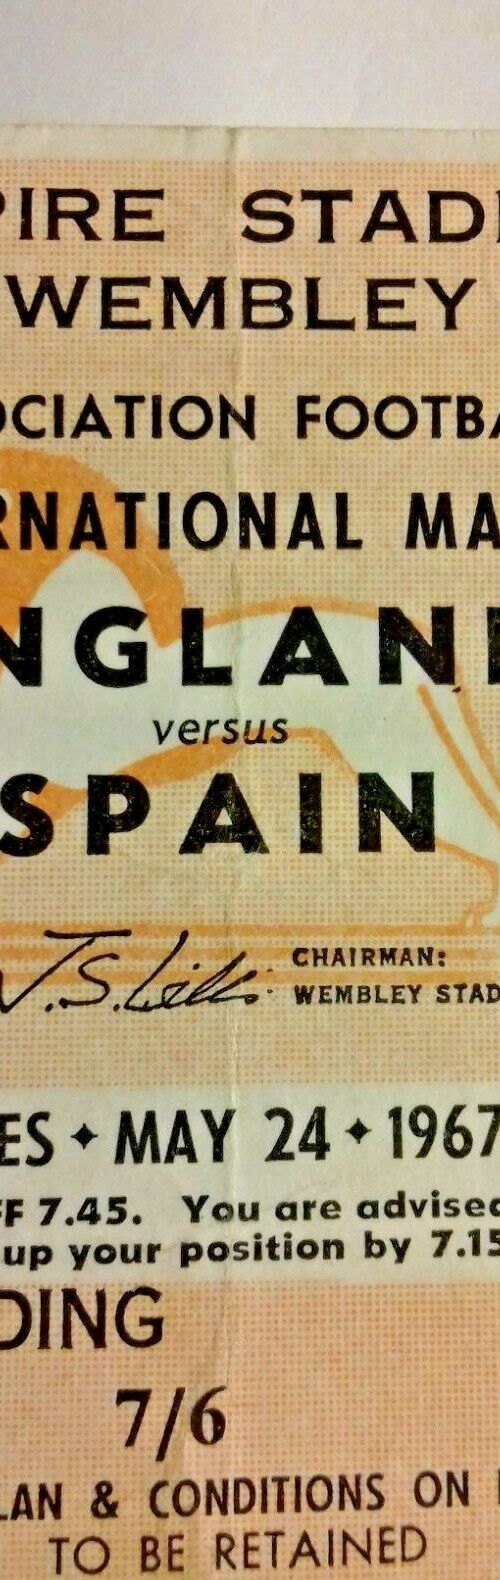 PIRE STADI
WEMBLEY
OCIATION FOOTBA
RNATIONAL MA
NGLAND
versus
SPAIN
CHAIRMAN:
WEMBLEY STAD
ES ✦ MAY 24 ✦ 1967
FF 7.45. You are advised
up your position by 7.15
DING
7/6
LAN & CONDITIONS ON
TO BE RETAINED